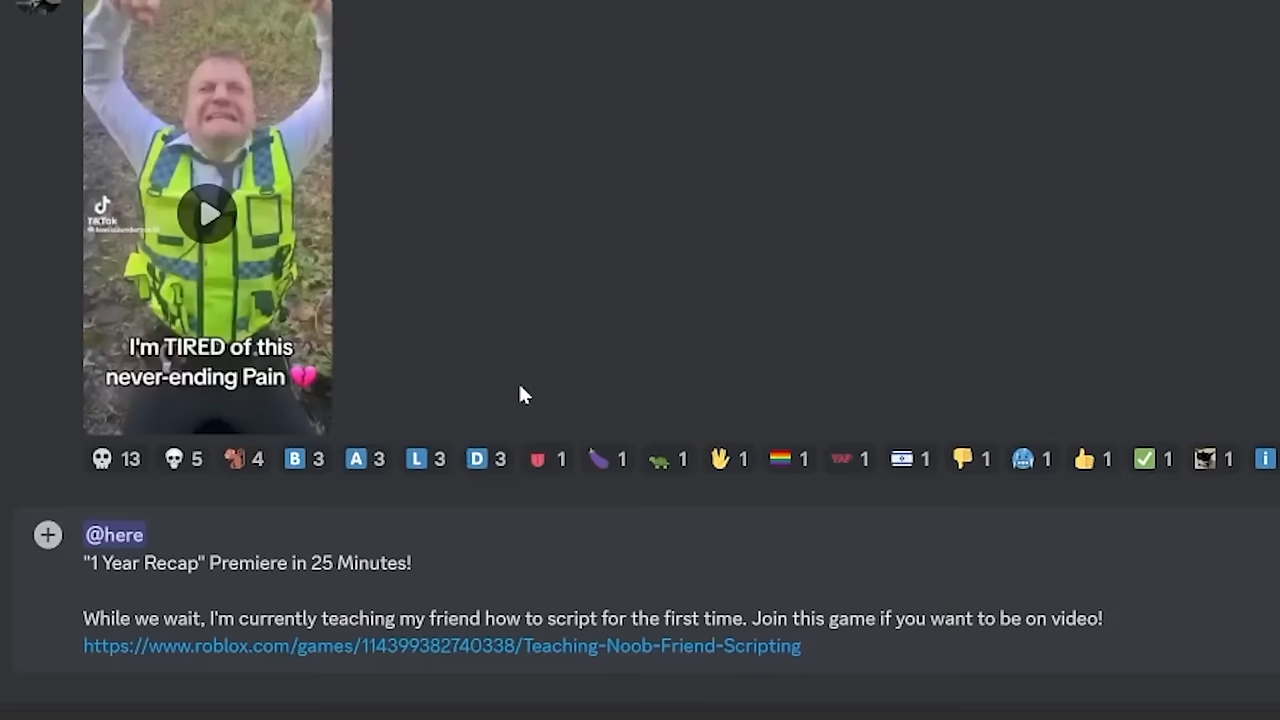 TikTok
I'm TIRED of this
never-ending Pain 💔
13 5 4 B 3 A 3 L 3 D 3 1 1 1 1 1 YAP 1 1 1 1 1 1 1 i
@here
"1 Year Recap" Premiere in 25 Minutes!
While we wait, I'm currently teaching my friend how to script for the first time. Join this game if you want to be on video!
https://www.roblox.com/games/114399382740338/Teaching-Noob-Friend-Scripting